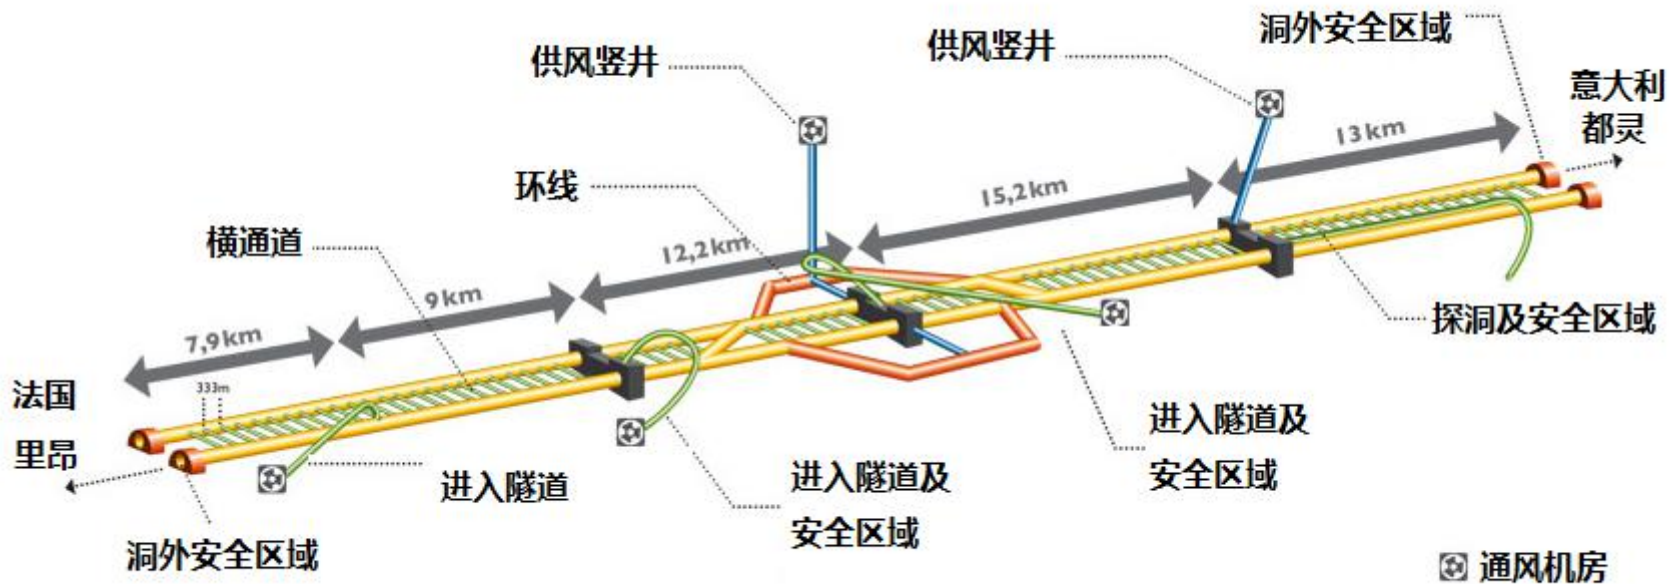 洞外安全区域
供风竖井
供风竖井
意大利
都灵
13km
环线
15,2km
横通道
12,2km
9km
7,9km
探洞及安全区域
333m
法国
里昂
进入隧道
进入隧道及
安全区域
进入隧道及
安全区域
洞外安全区域
通风机房